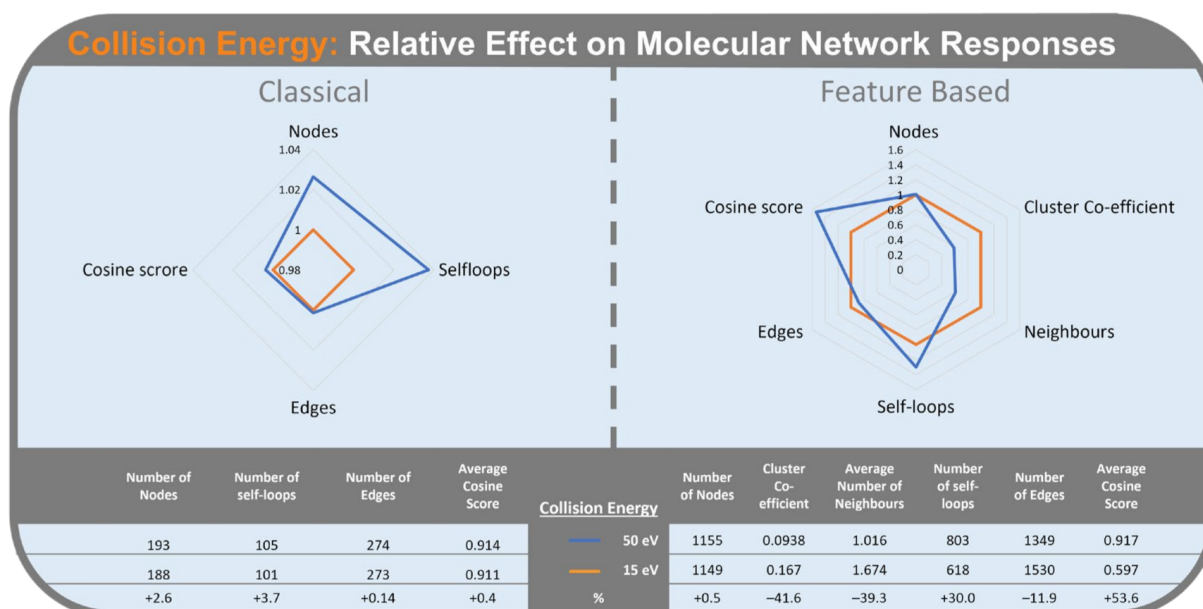 Collision Energy: Relative Effect on Molecular Network Responses
Classical
Nodes
1.04
1.02
1
0.98
Cosine scrore
Selfloops
Edges
Feature Based
Nodes
1.6
1.4
1.2
1
0.8
0.6
0.4
0.2
0
Cosine score
Cluster Co-efficient
Edges
Neighbours
Self-loops
Number of Nodes
Number of self-loops
Number of Edges
Average Cosine Score
Collision Energy
Number of Nodes
Cluster Co-efficient
Average Number of Neighbours
Number of self-loops
Number of Edges
Average Cosine Score
193 105 274 0.914 50 eV 1155 0.0938 1.016 803 1349 0.917
188 101 273 0.911 15 eV 1149 0.167 1.674 618 1530 0.597
+2.6 +3.7 +0.14 +0.4 % +0.5 −41.6 −39.3 +30.0 −11.9 +53.6